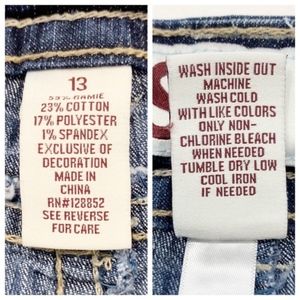 13
59% RAMIE
23% COTTON
17% POLYESTER
1% SPANDEX
EXCLUSIVE OF
DECORATION
MADE IN
CHINA
RN#128852
SEE REVERSE
FOR CARE
WASH INSIDE OUT
MACHINE
WASH COLD
WITH LIKE COLORS
ONLY NON-
CHLORINE BLEACH
WHEN NEEDED
TUMBLE DRY LOW
COOL IRON
IF NEEDED